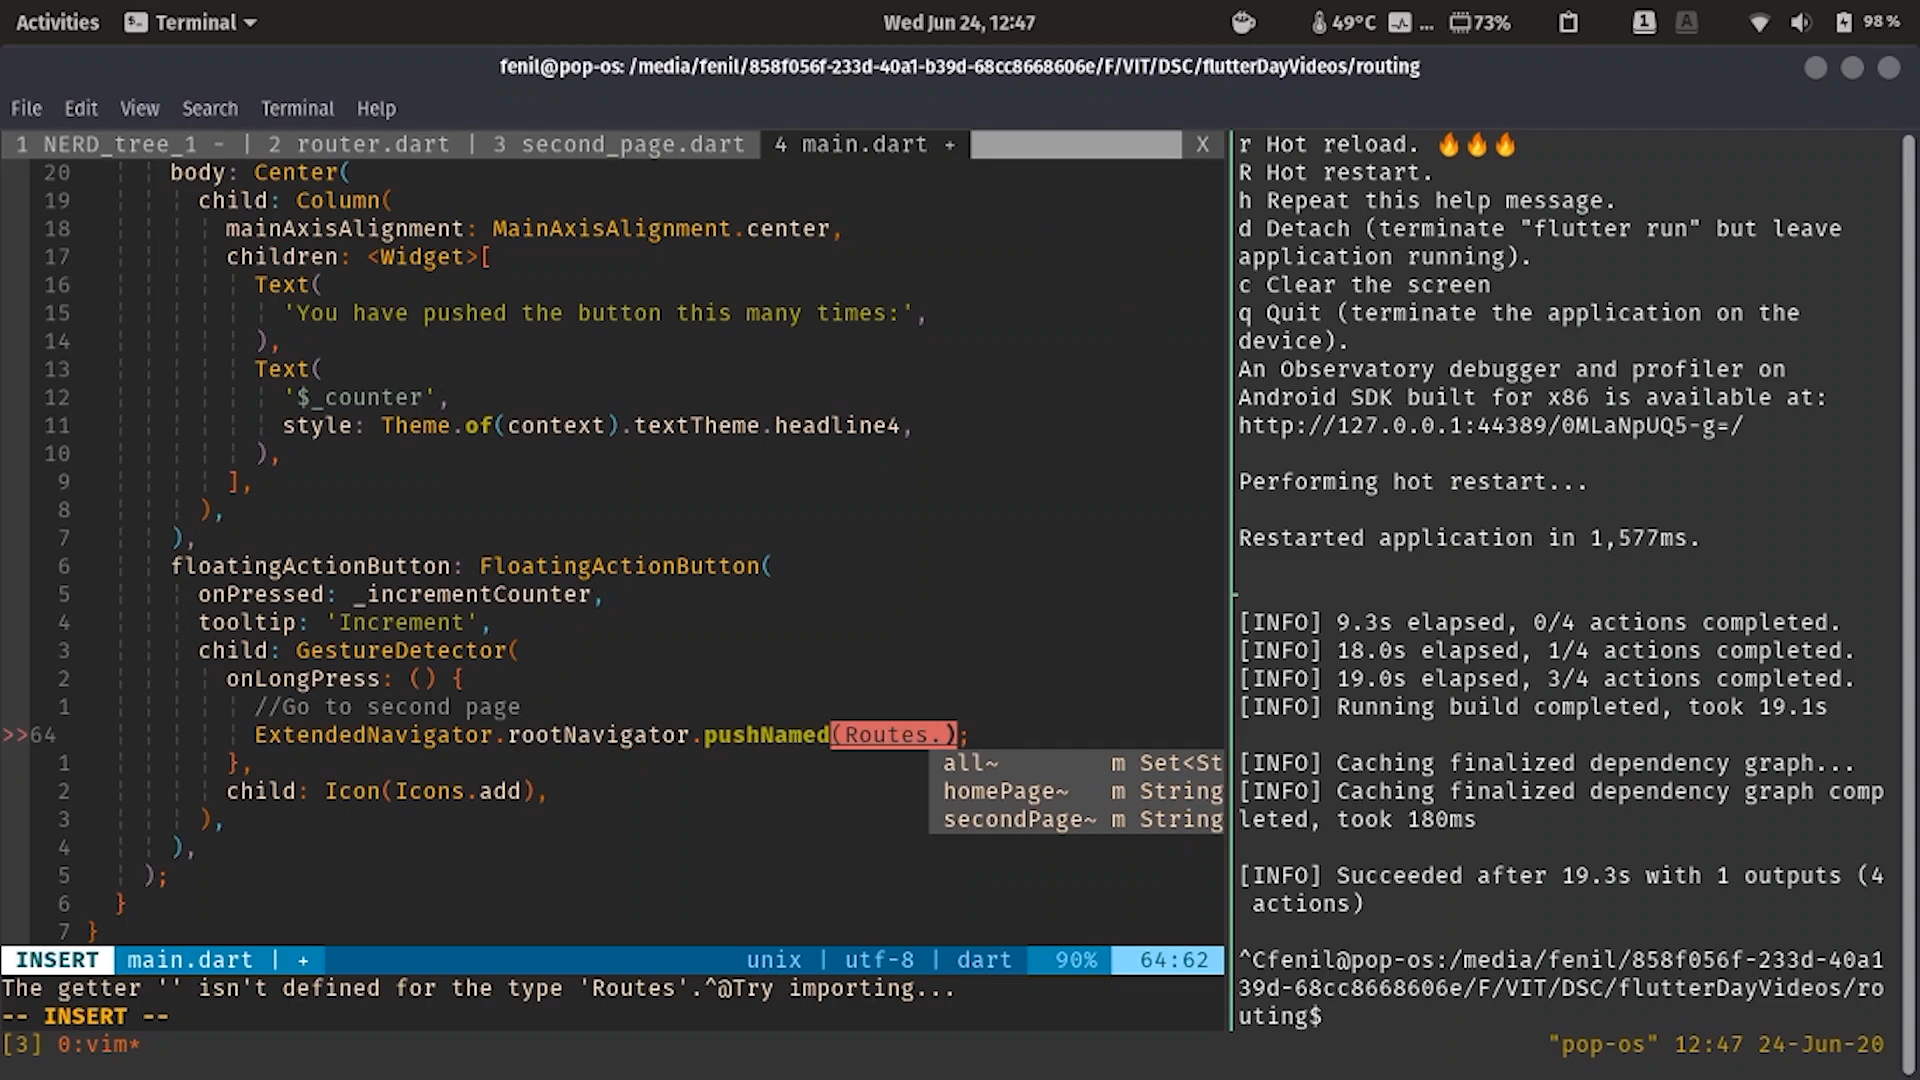 Activities Terminal Wed Jun 24, 12:47 49°C ... 73% 1 A 98 %
fenil@pop-os: /media/fenil/858f056f-233d-40a1-b39d-68cc8668606e/F/VIT/DSC/flutterDayVideos/routing
File Edit View Search Terminal Help
1 NERD_tree_1 - | 2 router.dart | 3 second_page.dart 4 main.dart + X
20 body: Center(
19 child: Column(
18 mainAxisAlignment: MainAxisAlignment.center,
17 children: <Widget>[
16 Text(
15 'You have pushed the button this many times:',
14 ),
13 Text(
12 '$_counter',
11 style: Theme.of(context).textTheme.headline4,
10 ),
9 ],
8 ),
7 ),
6 floatingActionButton: FloatingActionButton(
5 onPressed: _incrementCounter,
4 tooltip: 'Increment',
3 child: GestureDetector(
2 onLongPress: () {
1 //Go to second page
>>64 ExtendedNavigator.rootNavigator.pushNamed(Routes.);
1 },
2 child: Icon(Icons.add),
3 ),
4 ),
5 );
6 }
7 }
all~ m Set<St
homePage~ m String
secondPage~ m String
INSERT main.dart | + unix | utf-8 | dart 90% 64:62
The getter '' isn't defined for the type 'Routes'.^@Try importing...
-- INSERT --
r Hot reload. 🔥🔥🔥
R Hot restart.
h Repeat this help message.
d Detach (terminate "flutter run" but leave
application running).
c Clear the screen
q Quit (terminate the application on the
device).
An Observatory debugger and profiler on
Android SDK built for x86 is available at:
http://127.0.0.1:44389/0MLaNpUQ5-g=/
Performing hot restart...
Restarted application in 1,577ms.
[INFO] 9.3s elapsed, 0/4 actions completed.
[INFO] 18.0s elapsed, 1/4 actions completed.
[INFO] 19.0s elapsed, 3/4 actions completed.
[INFO] Running build completed, took 19.1s
[INFO] Caching finalized dependency graph...
[INFO] Caching finalized dependency graph comp
leted, took 180ms
[INFO] Succeeded after 19.3s with 1 outputs (4
actions)
^Cfenil@pop-os:/media/fenil/858f056f-233d-40a1
39d-68cc8668606e/F/VIT/DSC/flutterDayVideos/ro
uting$
[3] 0:vim* "pop-os" 12:47 24-Jun-20